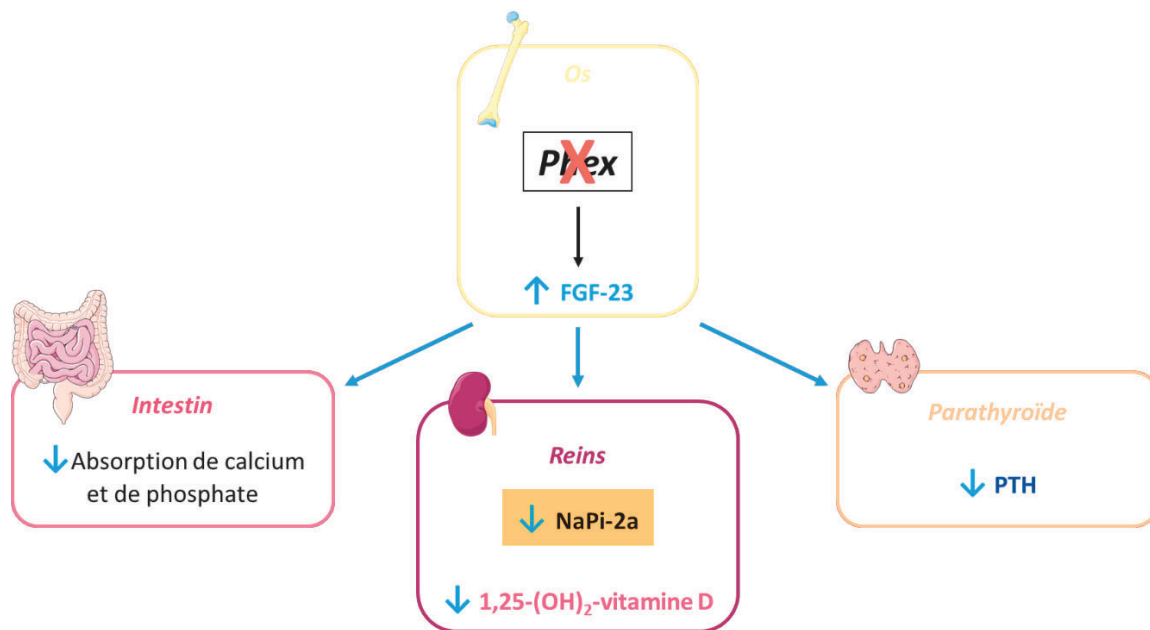 Os
Phex
↑ FGF-23
Intestin
↓ Absorption de calcium
et de phosphate
Reins
↓ NaPi-2a
↓ 1,25-(OH)₂-vitamine D
Parathyroïde
↓ PTH